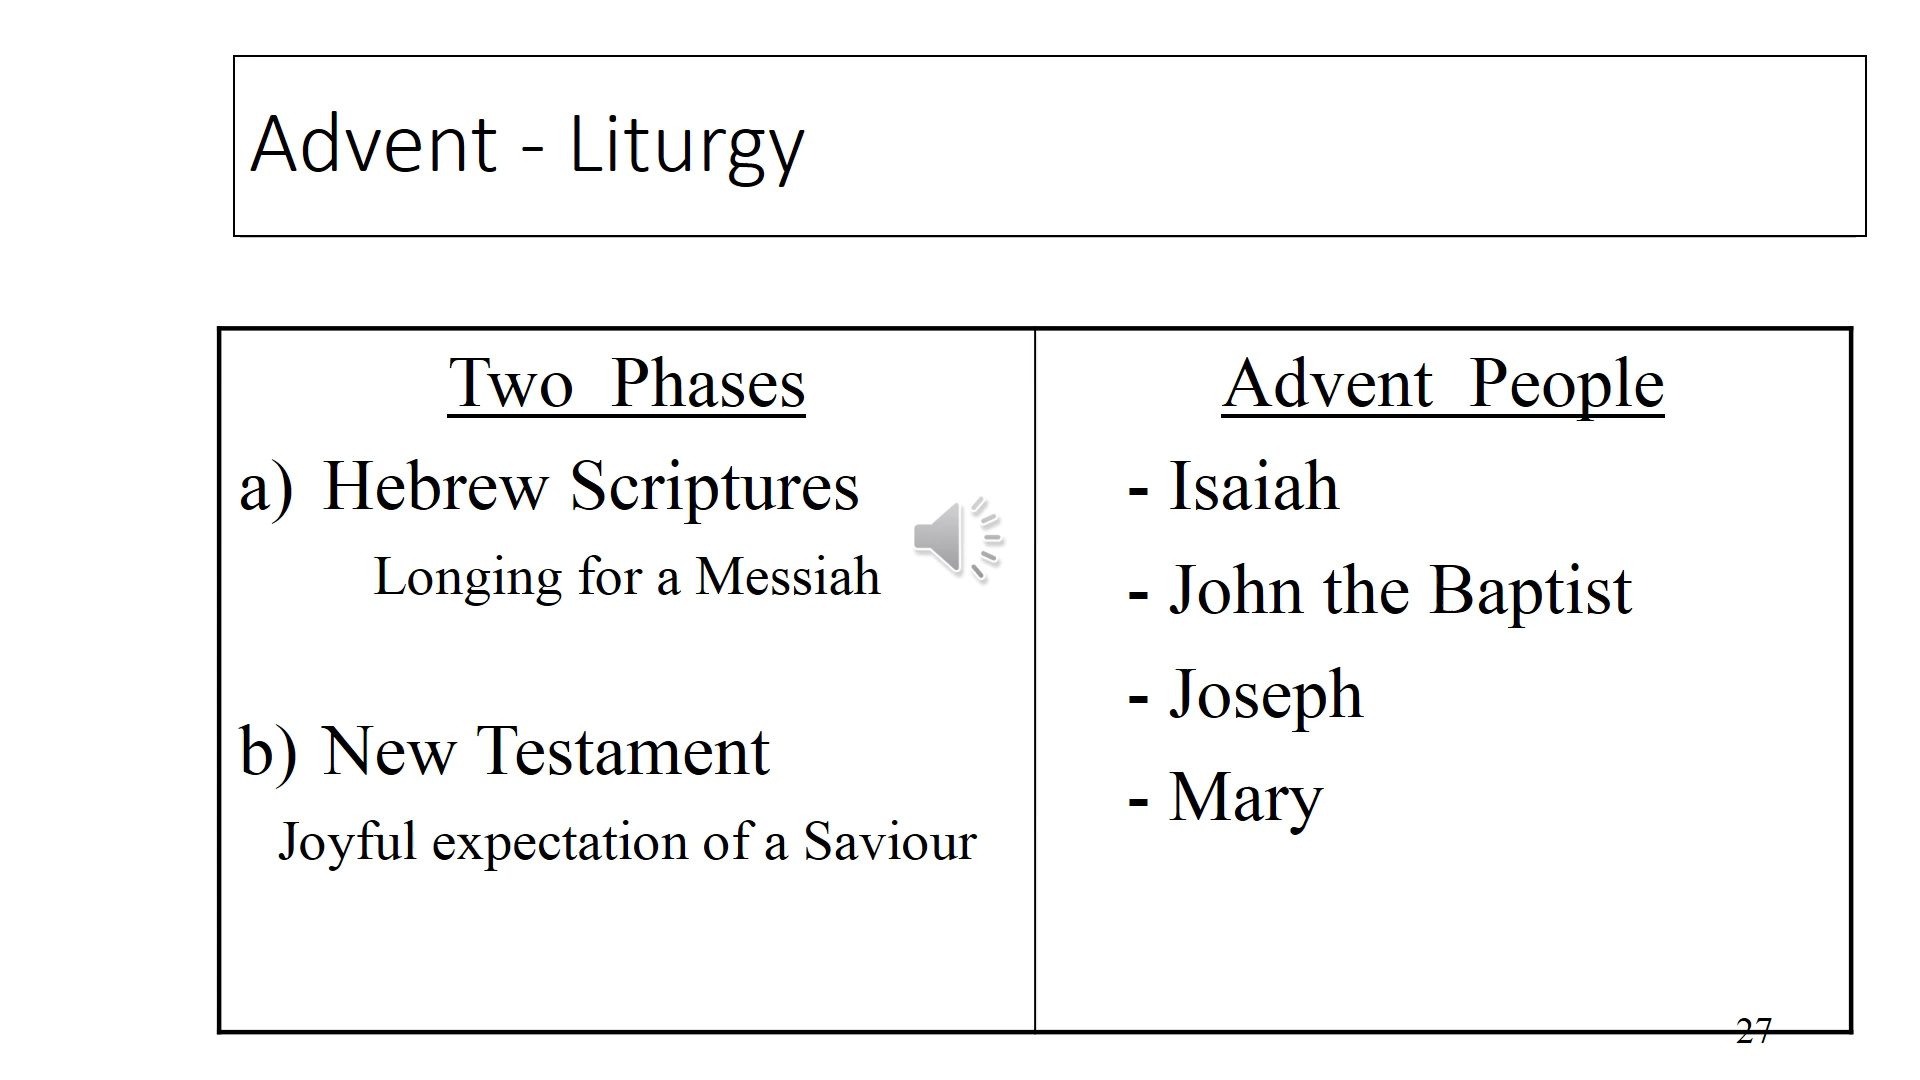 Advent - Liturgy
Two Phases
a) Hebrew Scriptures
Longing for a Messiah
b) New Testament
Joyful expectation of a Saviour
Advent People
- Isaiah
- John the Baptist
- Joseph
- Mary
27